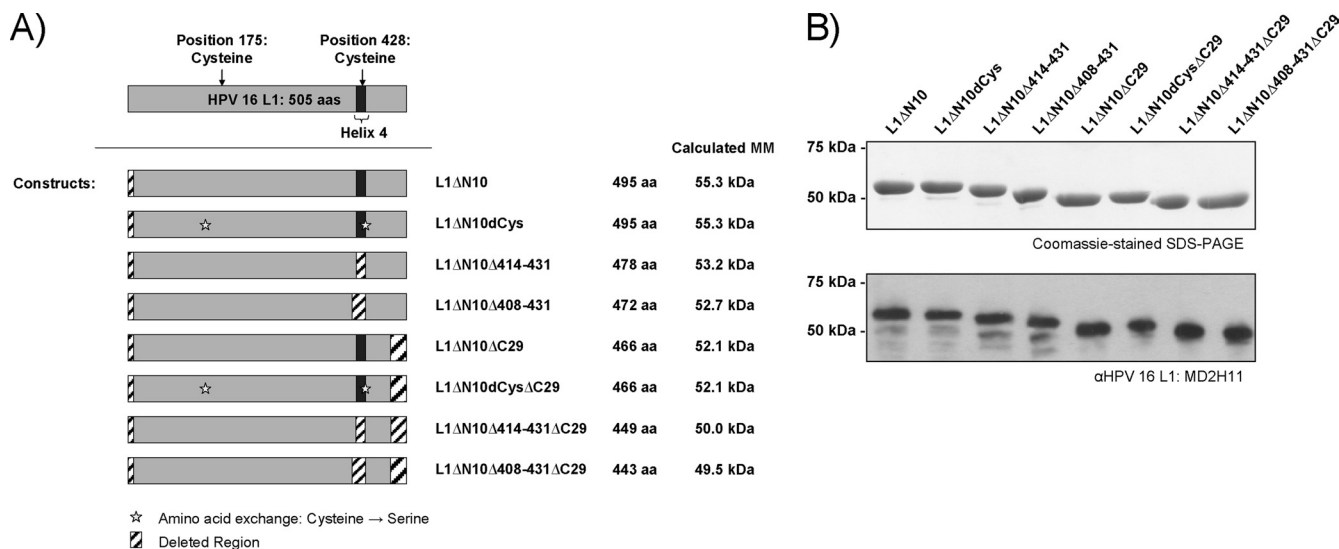 A)
Position 175: Cysteine
Position 428: Cysteine
HPV 16 L1: 505 aas
Helix 4
Calculated MM
Constructs:
L1ΔN10 495 aa 55.3 kDa
L1ΔN10dCys 495 aa 55.3 kDa
L1ΔN10Δ414-431 478 aa 53.2 kDa
L1ΔN10Δ408-431 472 aa 52.7 kDa
L1ΔN10ΔC29 466 aa 52.1 kDa
L1ΔN10dCysΔC29 466 aa 52.1 kDa
L1ΔN10Δ414-431ΔC29 449 aa 50.0 kDa
L1ΔN10Δ408-431ΔC29 443 aa 49.5 kDa
☆ Amino acid exchange: Cysteine → Serine
Deleted Region
B)
L1ΔN10
L1ΔN10dCys
L1ΔN10Δ414-431
L1ΔN10Δ408-431
L1ΔN10ΔC29
L1ΔN10dCysΔC29
L1ΔN10Δ414-431ΔC29
L1ΔN10Δ408-431ΔC29
75 kDa -
50 kDa -
Coomassie-stained SDS-PAGE
75 kDa -
50 kDa -
αHPV 16 L1: MD2H11